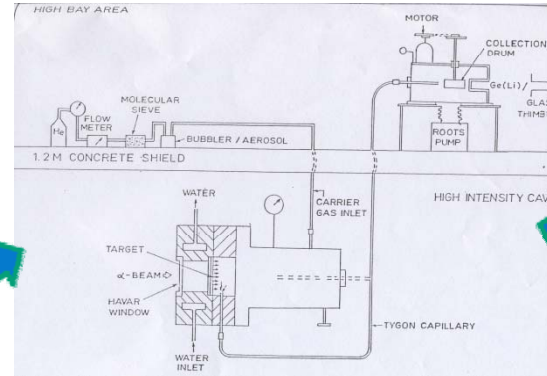 HIGH BAY AREA
MOTOR
COLLECTION
DRUM
Ge(Li)/
GLA
THIMB
ROOTS
PUMP
He
FLOW
METER
MOLECULAR
SIEVE
BUBBLER / AEROSOL
1.2 M CONCRETE SHIELD
HIGH INTENSITY CAV
WATER
CARRIER
GAS INLET
TARGET
α-BEAM
HAVAR
WINDOW
WATER
INLET
TYGON CAPILLARY